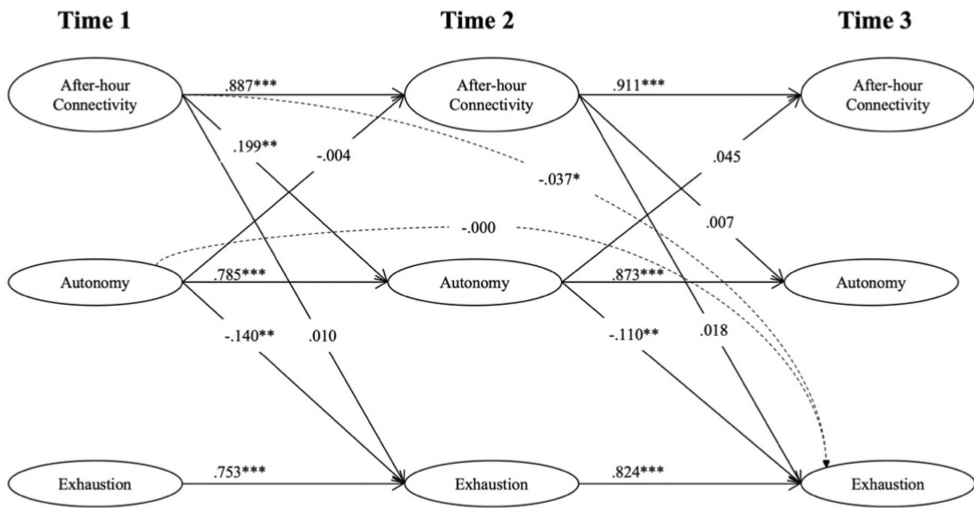 Time 1
Time 2
Time 3
After-hour
Connectivity
.887***
After-hour
Connectivity
.911***
After-hour
Connectivity
.199**
-.004
-.037*
.045
-.000
.007
Autonomy
.785***
Autonomy
.873***
Autonomy
-.140**
.010
-.110**
.018
Exhaustion
.753***
Exhaustion
.824***
Exhaustion